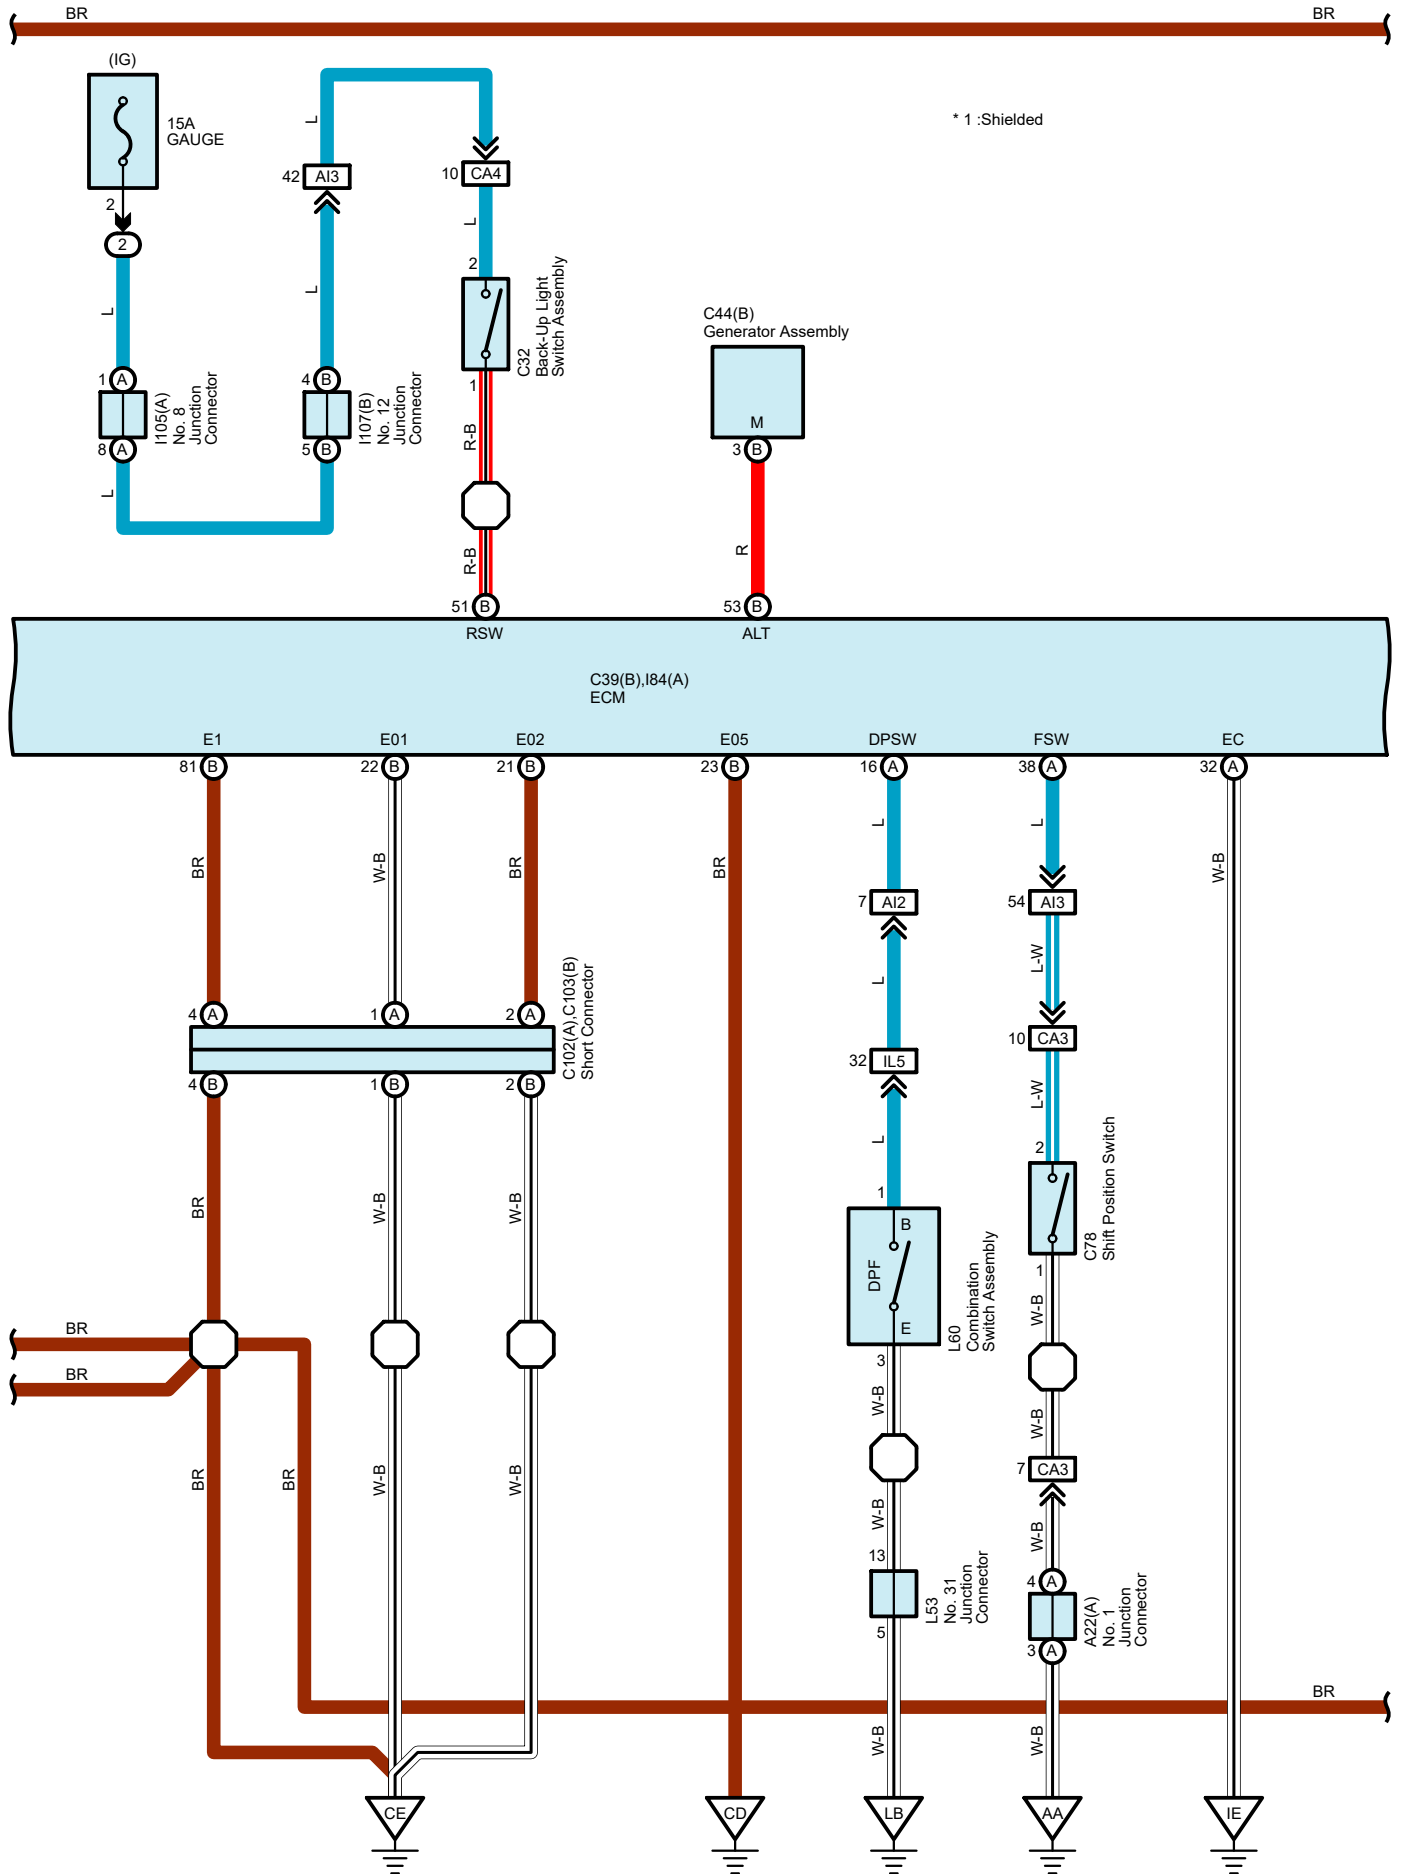 BR
BR
(IG)
15A
GAUGE
2
2
L
1 A
I105(A)
No. 8
Junction
Connector
8 A
L
L
42 AI3
L
4 B
I107(B)
No. 12
Junction
Connector
5 B
10 CA4
L
2
C32
Back-Up Light
Switch Assembly
1
R-B
R-B
51 B
RSW
* 1 :Shielded
C44(B)
Generator Assembly
M
3 B
R
53 B
ALT
C39(B),I84(A)
ECM
E1
E01
E02
E05
DPSW
FSW
EC
81 B
22 B
21 B
23 B
16 A
38 A
32 A
BR
W-B
BR
BR
L
L
W-B
7 AI2
54 AI3
L
L-W
4 A
1 A
2 A
C102(A),C103(B)
Short Connector
4 B
1 B
2 B
32 IL5
10 CA3
L
L-W
BR
W-B
W-B
1
B
DPF
E
L60
Combination
Switch Assembly
3
2
C78
Shift Position Switch
1
W-B
BR
BR
W-B
W-B
BR
BR
W-B
W-B
W-B
7 CA3
W-B
13
L53
No. 31
Junction
Connector
5
4 A
A22(A)
No. 1
Junction
Connector
3 A
BR
W-B
W-B
CE
CD
LB
AA
IE